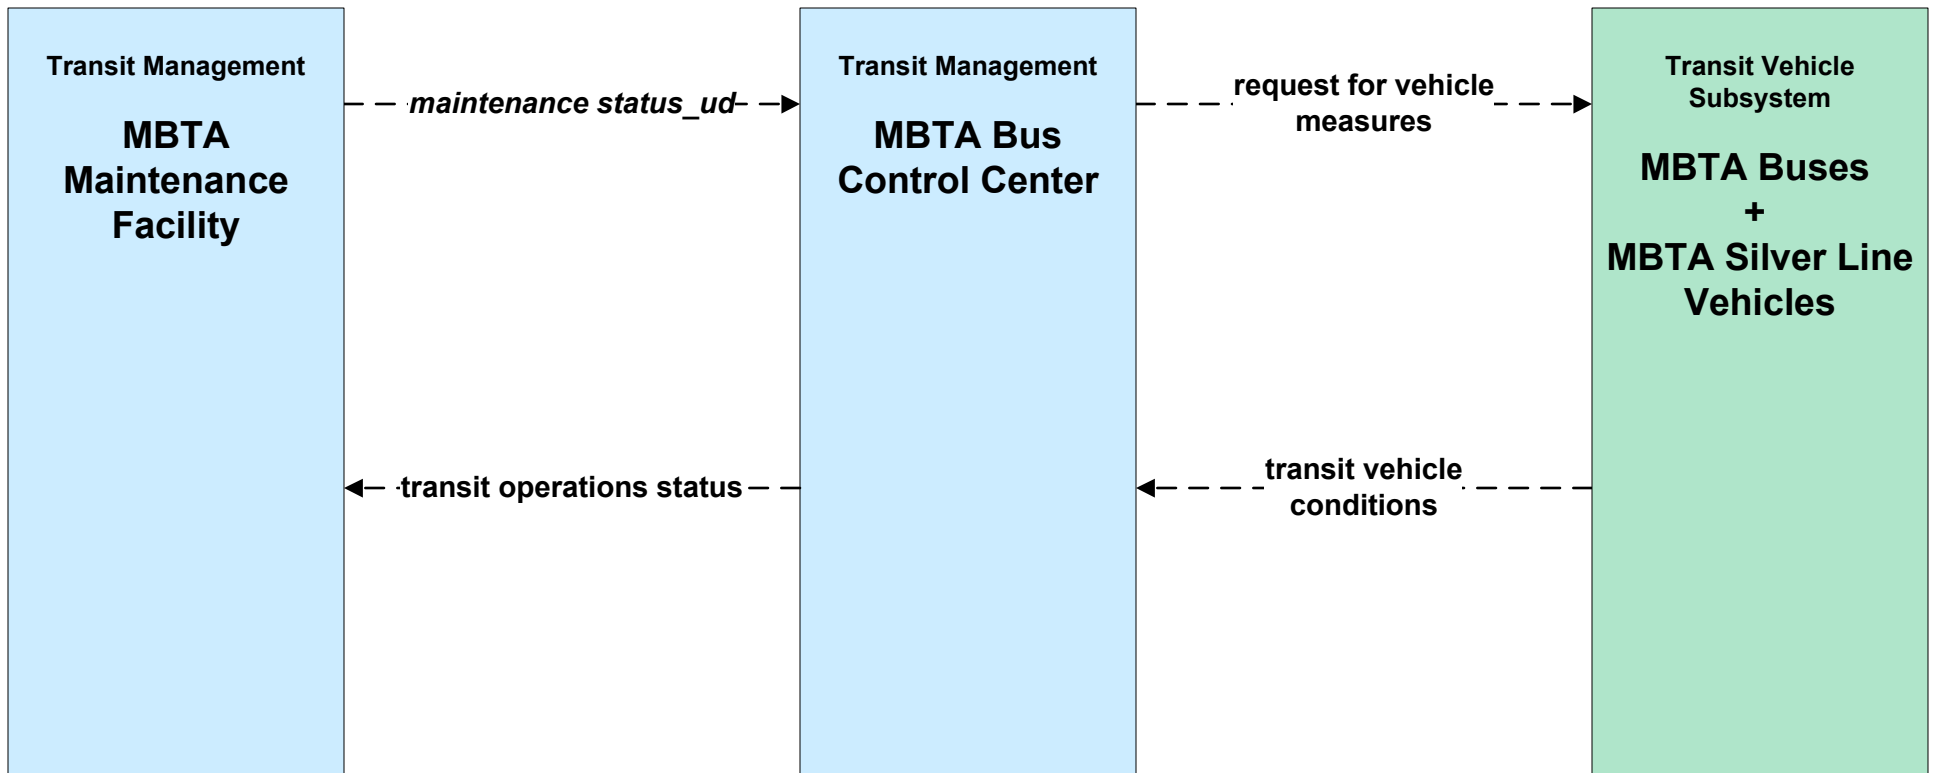 Transit Management
MBTA
Maintenance
Facility
maintenance status_ud
transit operations status
Transit Management
MBTA Bus
Control Center
request for vehicle
measures
transit vehicle
conditions
Transit Vehicle
Subsystem
MBTA Buses
+
MBTA Silver Line
Vehicles